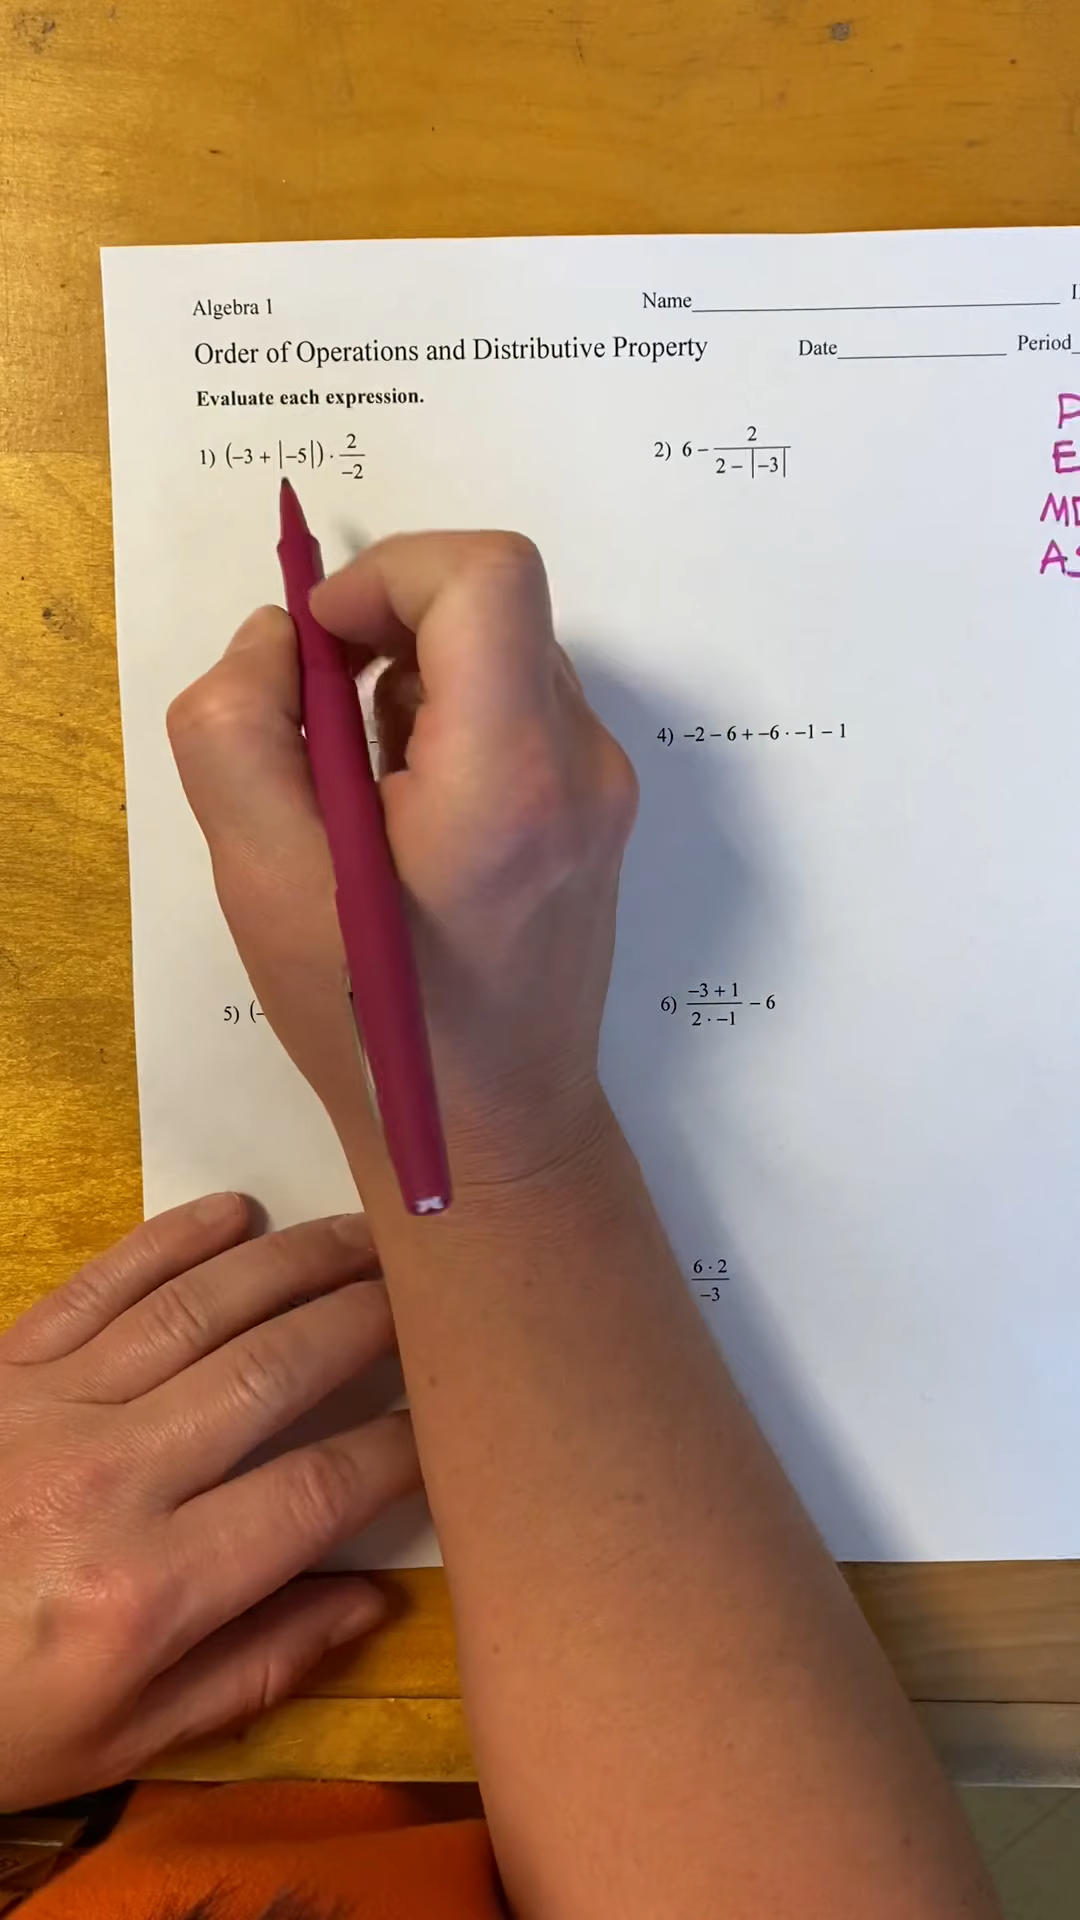 Algebra 1
Name
Order of Operations and Distributive Property
Date
Period
Evaluate each expression.
P
E
MD
AS
1) (−3 + |−5|) · 2/−2
2) 6 − 2/(2 − |−3|)
4) −2 − 6 + −6 · −1 − 1
5) (−
6) (−3 + 1)/(2 · −1) − 6
6 · 2/−3